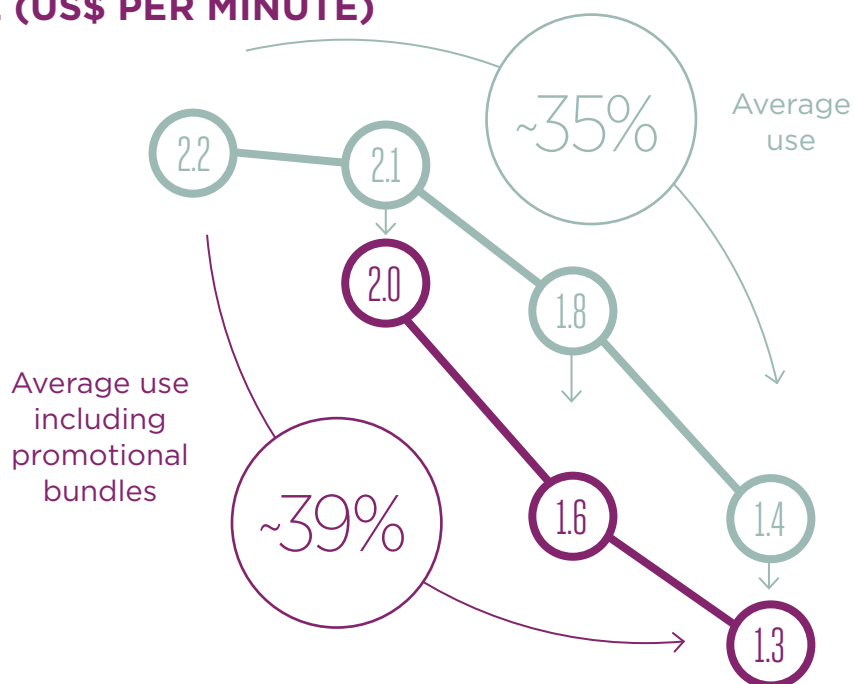 (US$ PER MINUTE)
~35%
Average
use
2.2
2.1
2.0
1.8
Average use
including
promotional
bundles
~39%
1.6
1.4
1.3